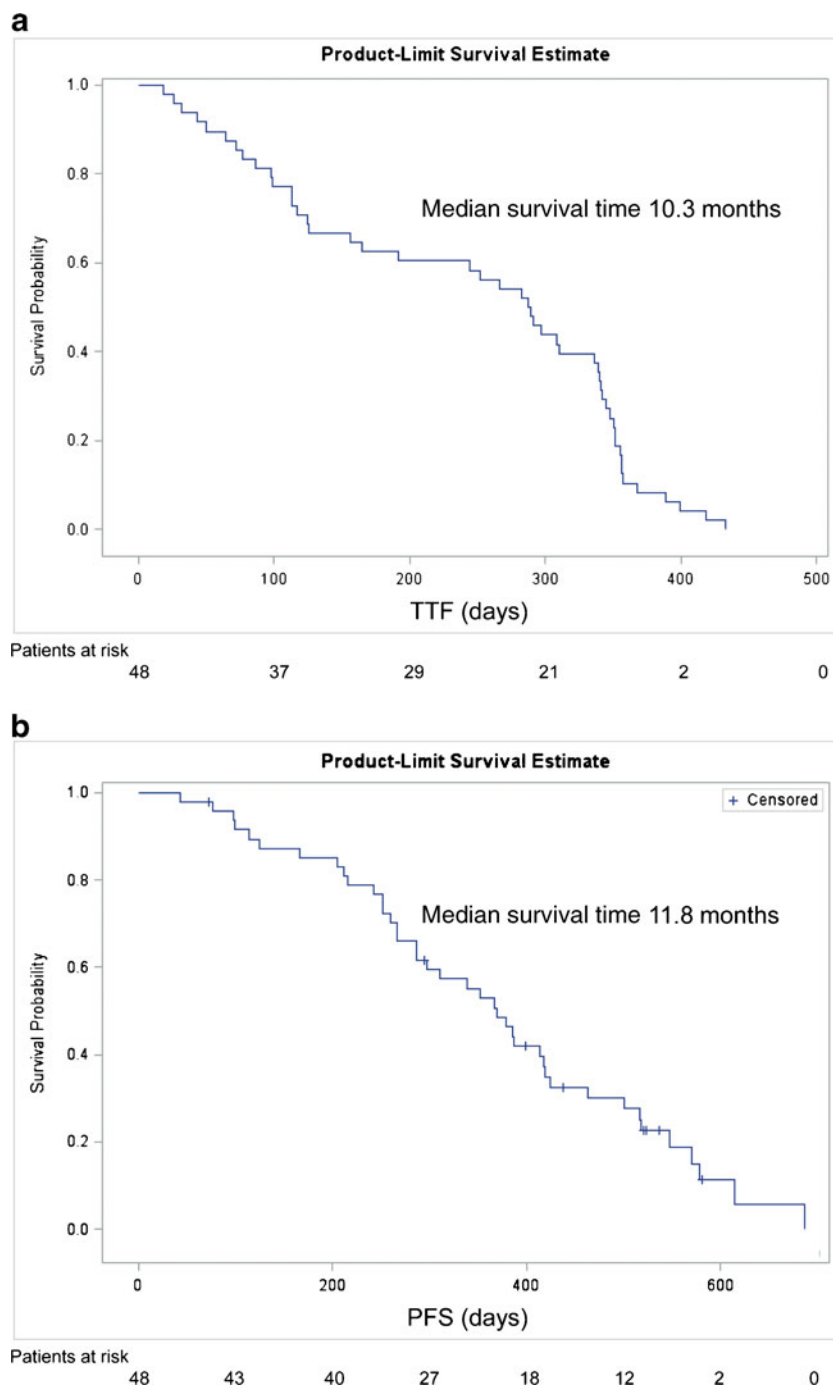 a
Product-Limit Survival Estimate
1.0
0.8
0.6
0.4
0.2
0.0
Survival Probability
Median survival time 10.3 months
0 100 200 300 400 500
TTF (days)
Patients at risk
48 37 29 21 2 0
b
Product-Limit Survival Estimate
+ Censored
1.0
0.8
0.6
0.4
0.2
0.0
Survival Probability
Median survival time 11.8 months
0 200 400 600
PFS (days)
Patients at risk
48 43 40 27 18 12 2 0